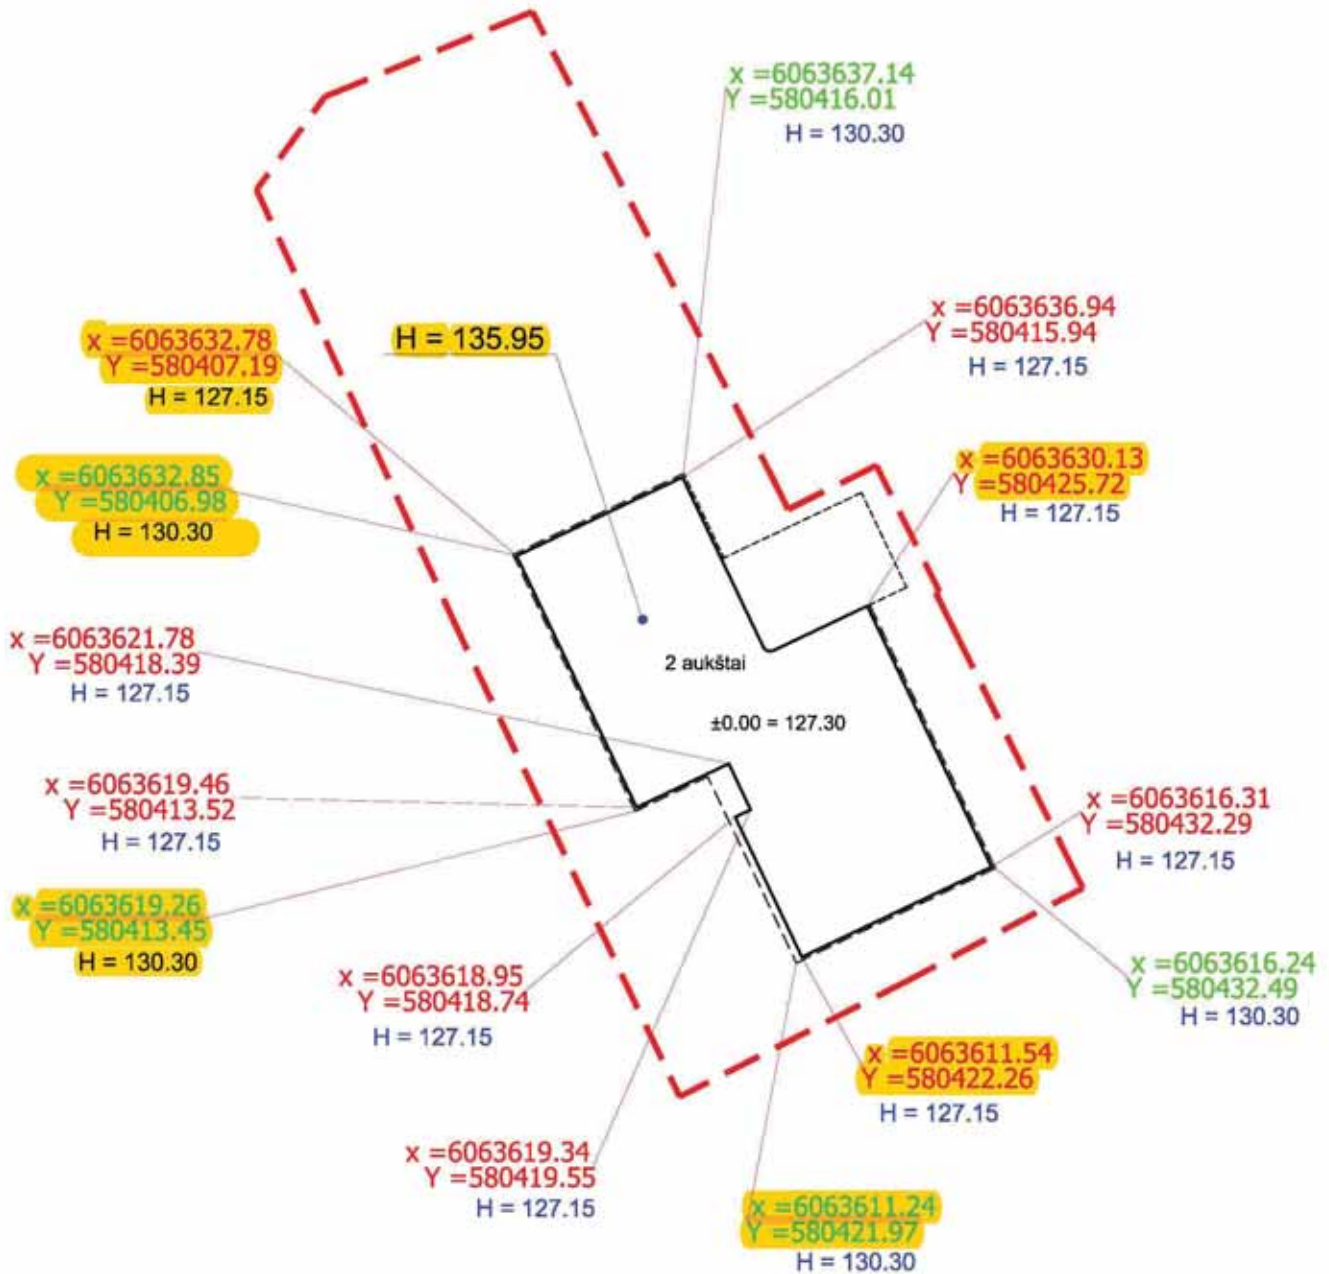 x =6063637.14
Y =580416.01
H = 130.30
x =6063636.94
Y =580415.94
H = 127.15
x =6063632.78
Y =580407.19
H = 127.15
H = 135.95
x =6063632.85
Y =580406.98
H = 130.30
x =6063630.13
Y =580425.72
H = 127.15
x =6063621.78
Y =580418.39
H = 127.15
2 aukštai
±0.00 = 127.30
x =6063619.46
Y =580413.52
H = 127.15
x =6063616.31
Y =580432.29
H = 127.15
x =6063619.26
Y =580413.45
H = 130.30
x =6063618.95
Y =580418.74
H = 127.15
x =6063616.24
Y =580432.49
H = 130.30
x =6063611.54
Y =580422.26
H = 127.15
x =6063619.34
Y =580419.55
H = 127.15
x =6063611.24
Y =580421.97
H = 130.30